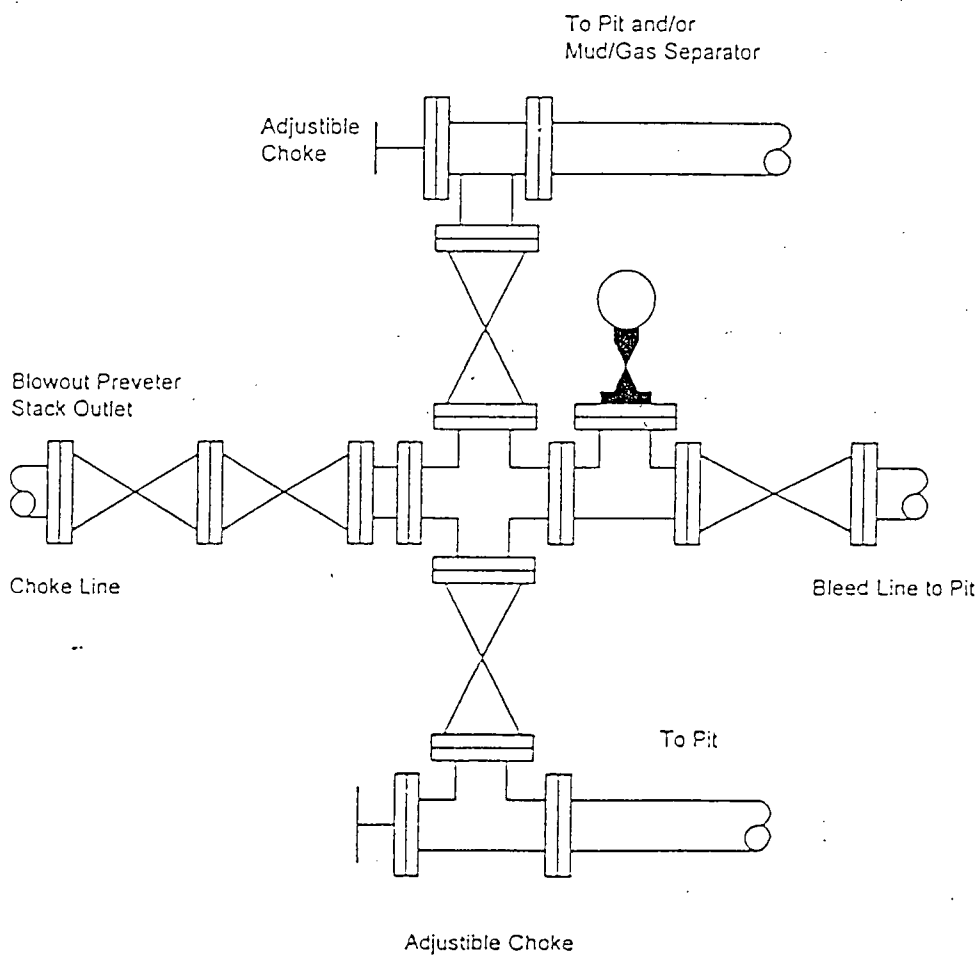 To Pit and/or
Mud/Gas Separator
Adjustible
Choke
Blowout Preveter
Stack Outlet
Choke Line
Bleed Line to Pit
To Pit
Adjustible Choke